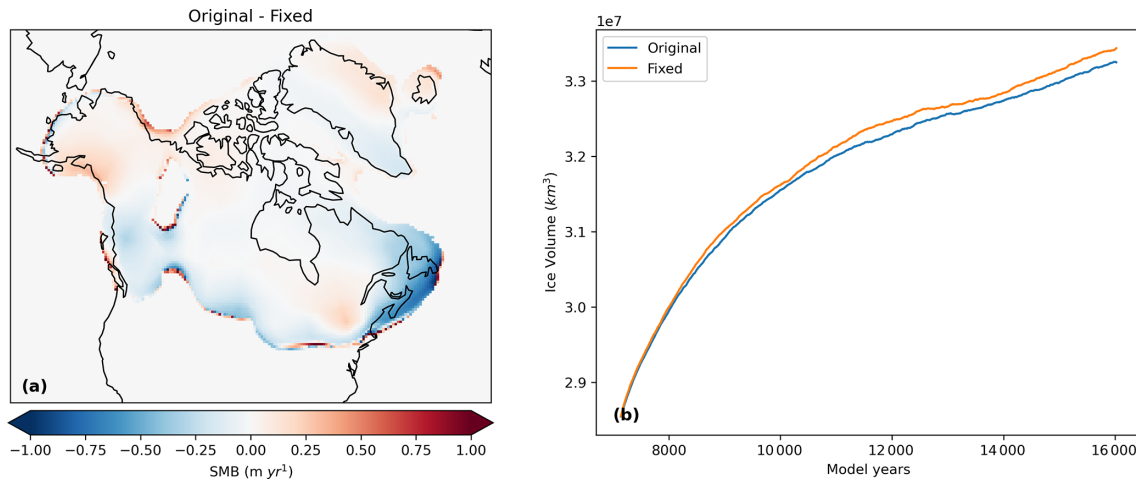 Original - Fixed
(a)
−1.00 −0.75 −0.50 −0.25 0.00 0.25 0.50 0.75 1.00
SMB (m yr¹)
1e7
Original
Fixed
3.3
3.2
3.1
3.0
2.9
Ice Volume (km³)
(b)
8000 10 000 12 000 14 000 16 000
Model years